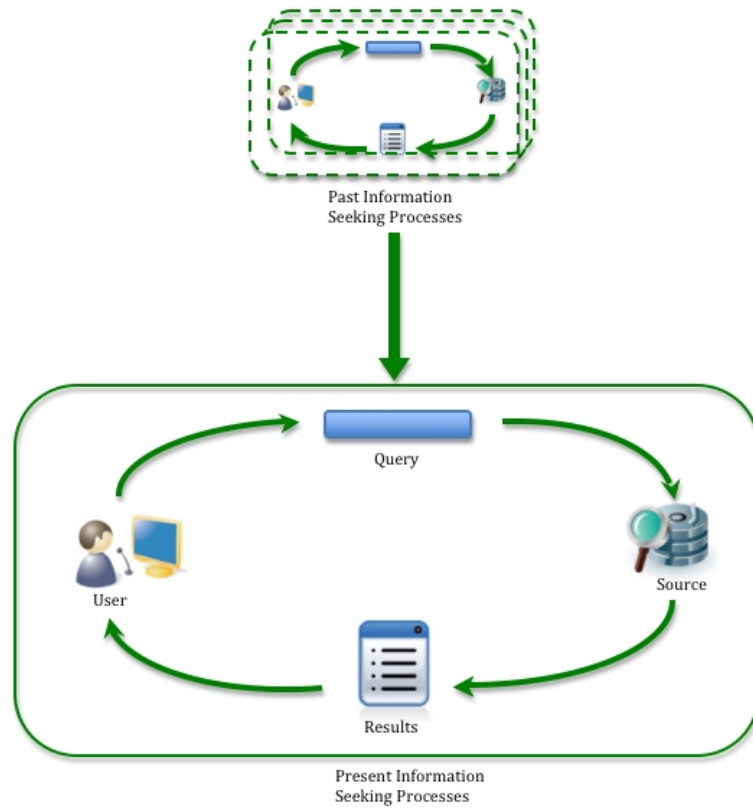 Past Information
Seeking Processes
Query
User
Source
Results
Present Information
Seeking Processes